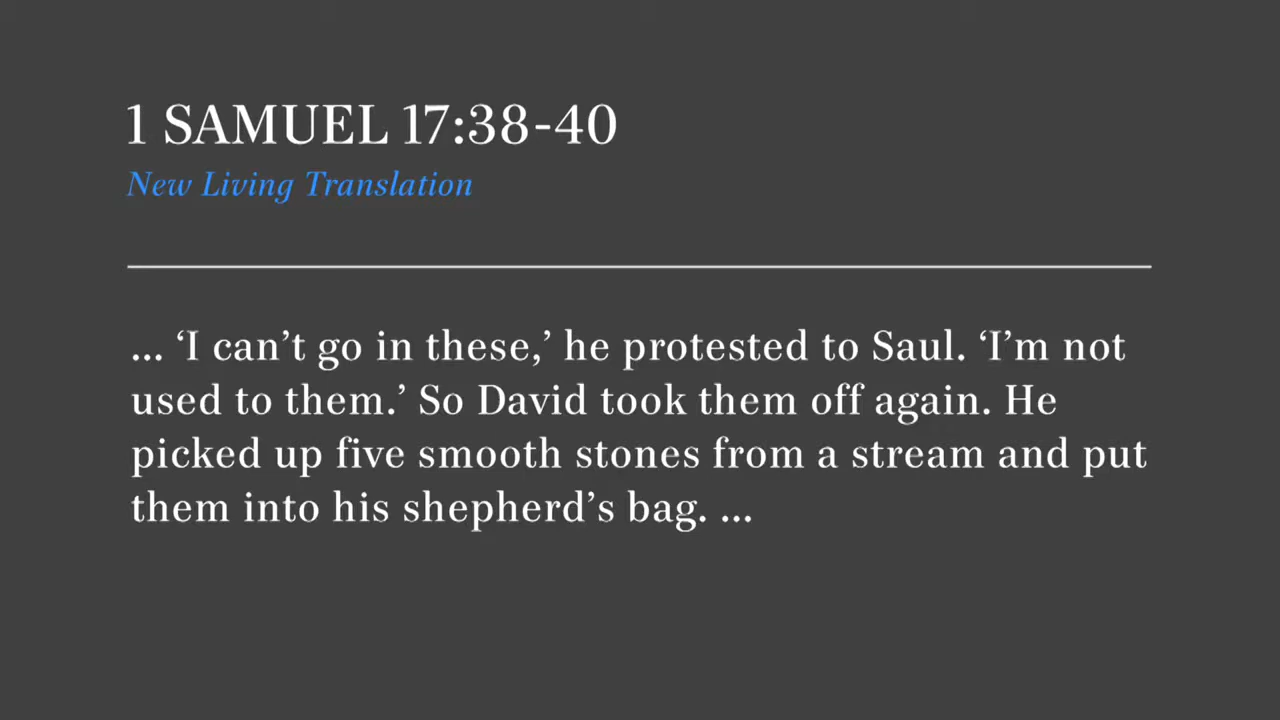 1 SAMUEL 17:38-40
New Living Translation
... ‘I can’t go in these,’ he protested to Saul. ‘I’m not
used to them.’ So David took them off again. He
picked up five smooth stones from a stream and put
them into his shepherd’s bag. ...